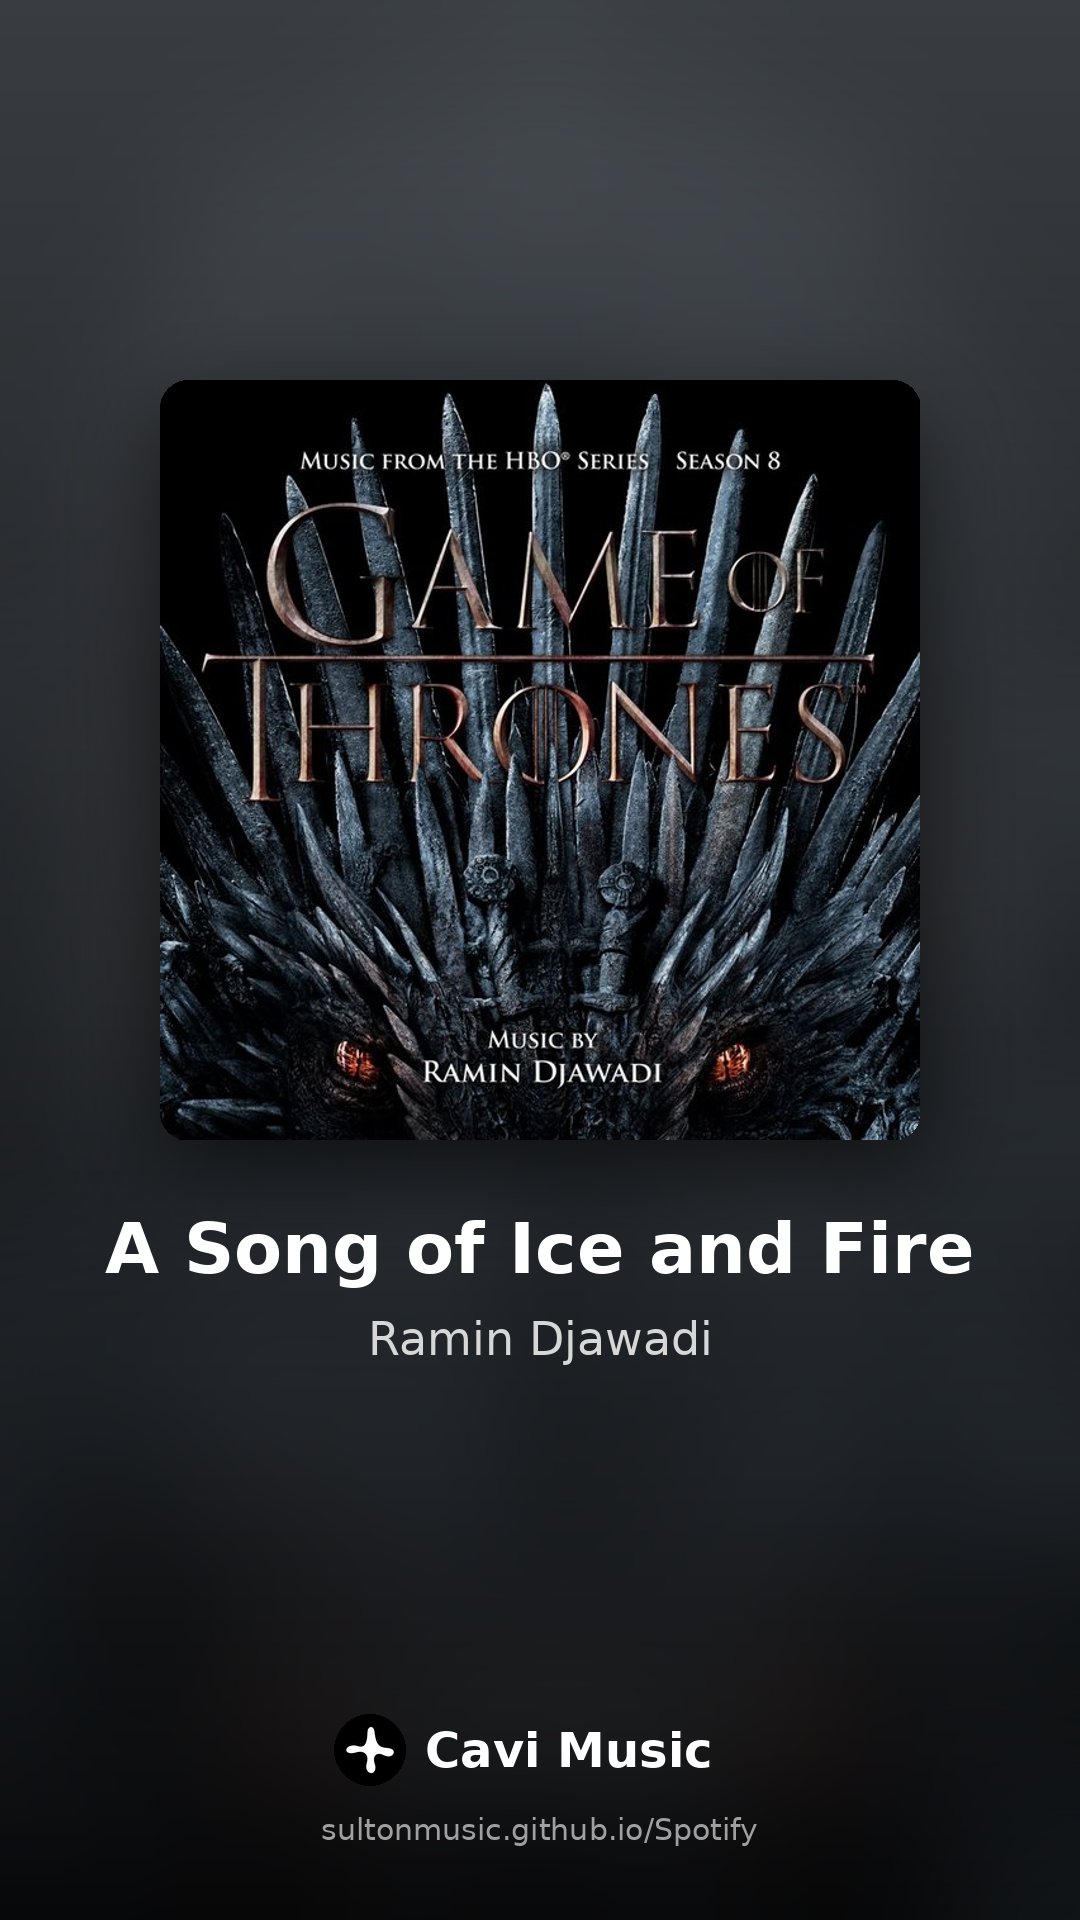 Music from the HBO® Series Season 8
Game of
Thrones™
Music by
Ramin Djawadi
A Song of Ice and Fire
Ramin Djawadi
Cavi Music
sultonmusic.github.io/Spotify